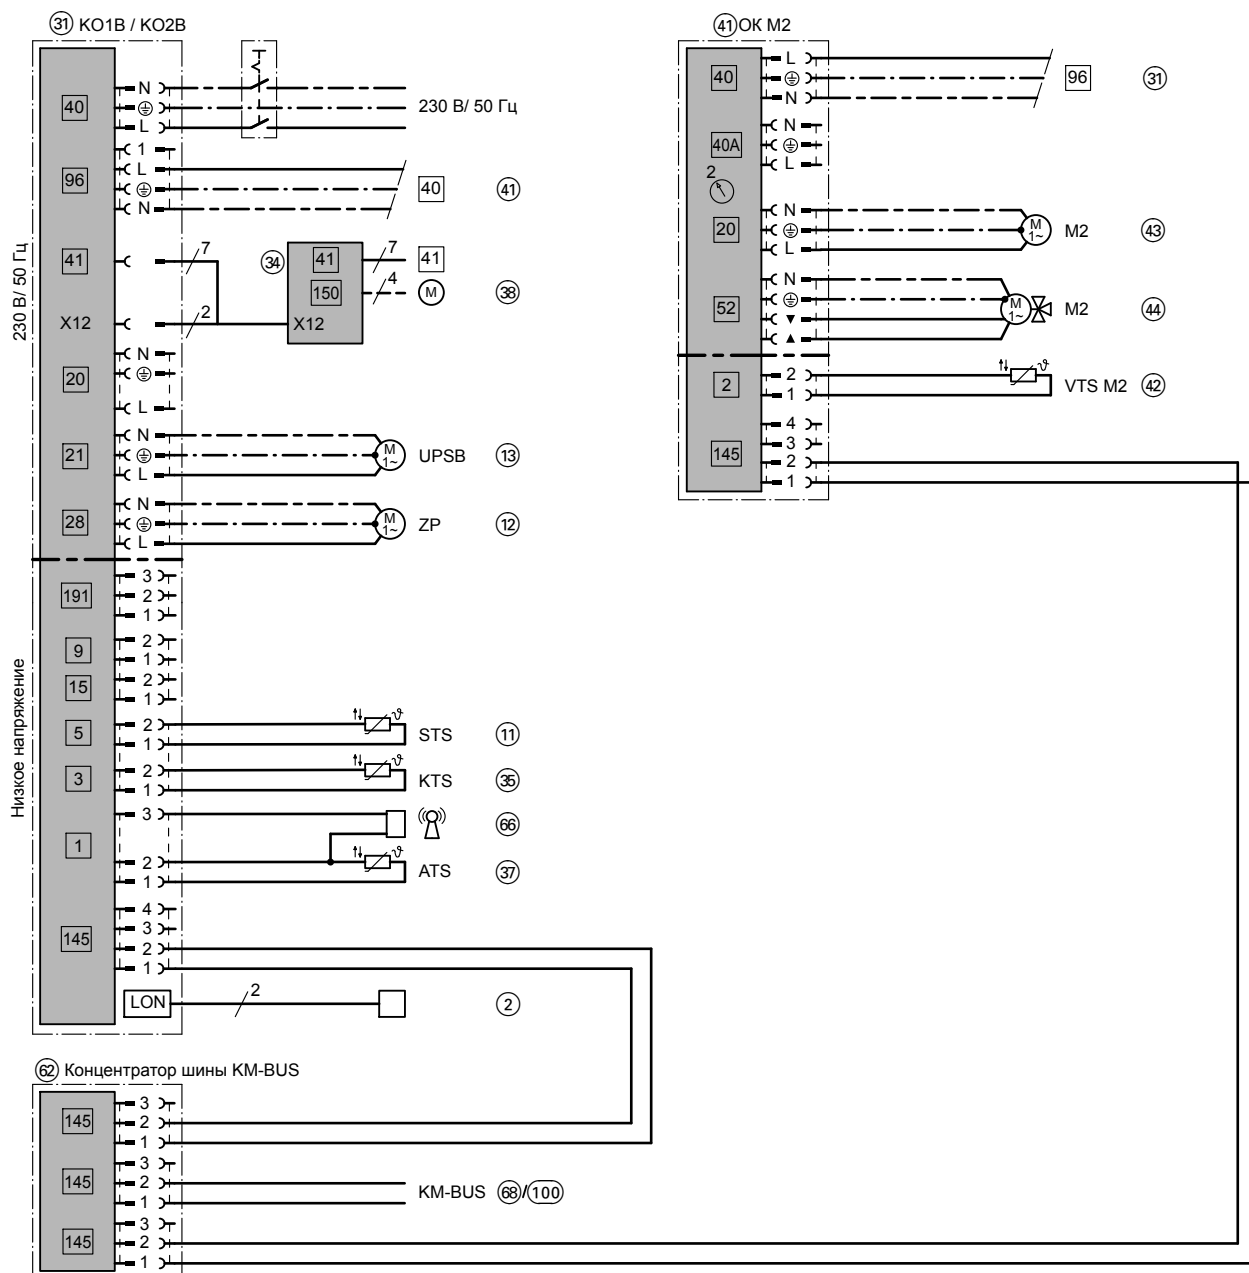 31 KO1B / KO2B
230 В/ 50 Гц
Низкое напряжение
40
N
L
230 В/ 50 Гц
96
1
L
N
40 41
41
7
34
41
7
41
150
4
M 38
X12
2
X12
20
N
L
21
N
L
M 1~
UPSB 13
28
N
L
M 1~
ZP 12
191
3
2
1
9
2
1
15
2
1
5
2
1
ϑ
STS 11
3
2
1
ϑ
KTS 35
1
3
66
2
1
ϑ
ATS 37
145
4
3
2
1
LON
2
2
62 Концентратор шины KM-BUS
145
3
2
1
145
3
2
1
KM-BUS 68/100
145
3
2
1
41 ОК М2
40
L
N
96 31
40A
N
L
2
20
N
L
M 1~
M2 43
52
N
▼
▲
M 1~
M2 44
2
2
1
ϑ
VTS M2 42
145
4
3
2
1